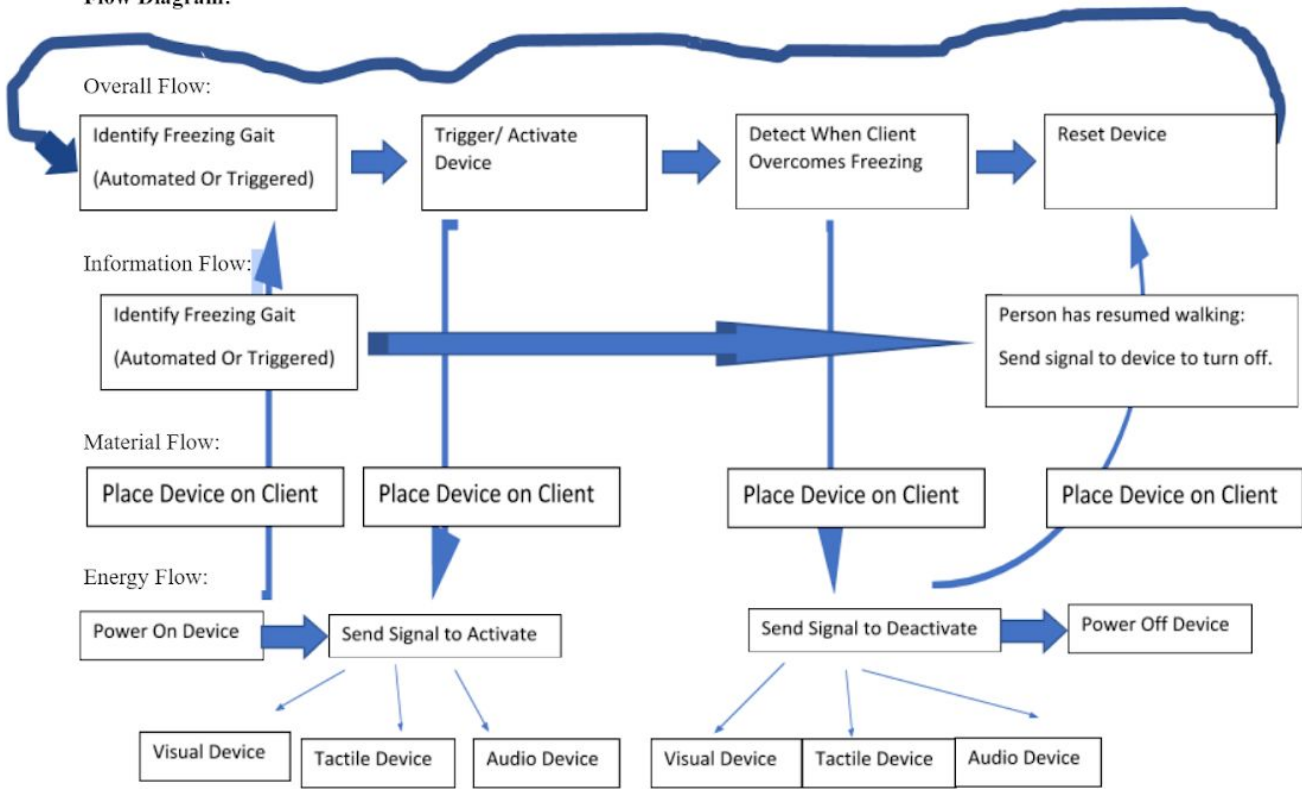 Flow Diagram:
Overall Flow:
Identify Freezing Gait
(Automated Or Triggered)
Trigger/ Activate
Device
Detect When Client
Overcomes Freezing
Reset Device
Information Flow:
Identify Freezing Gait
(Automated Or Triggered)
Person has resumed walking:
Send signal to device to turn off.
Material Flow:
Place Device on Client
Place Device on Client
Place Device on Client
Place Device on Client
Energy Flow:
Power On Device
Send Signal to Activate
Send Signal to Deactivate
Power Off Device
Visual Device
Tactile Device
Audio Device
Visual Device
Tactile Device
Audio Device